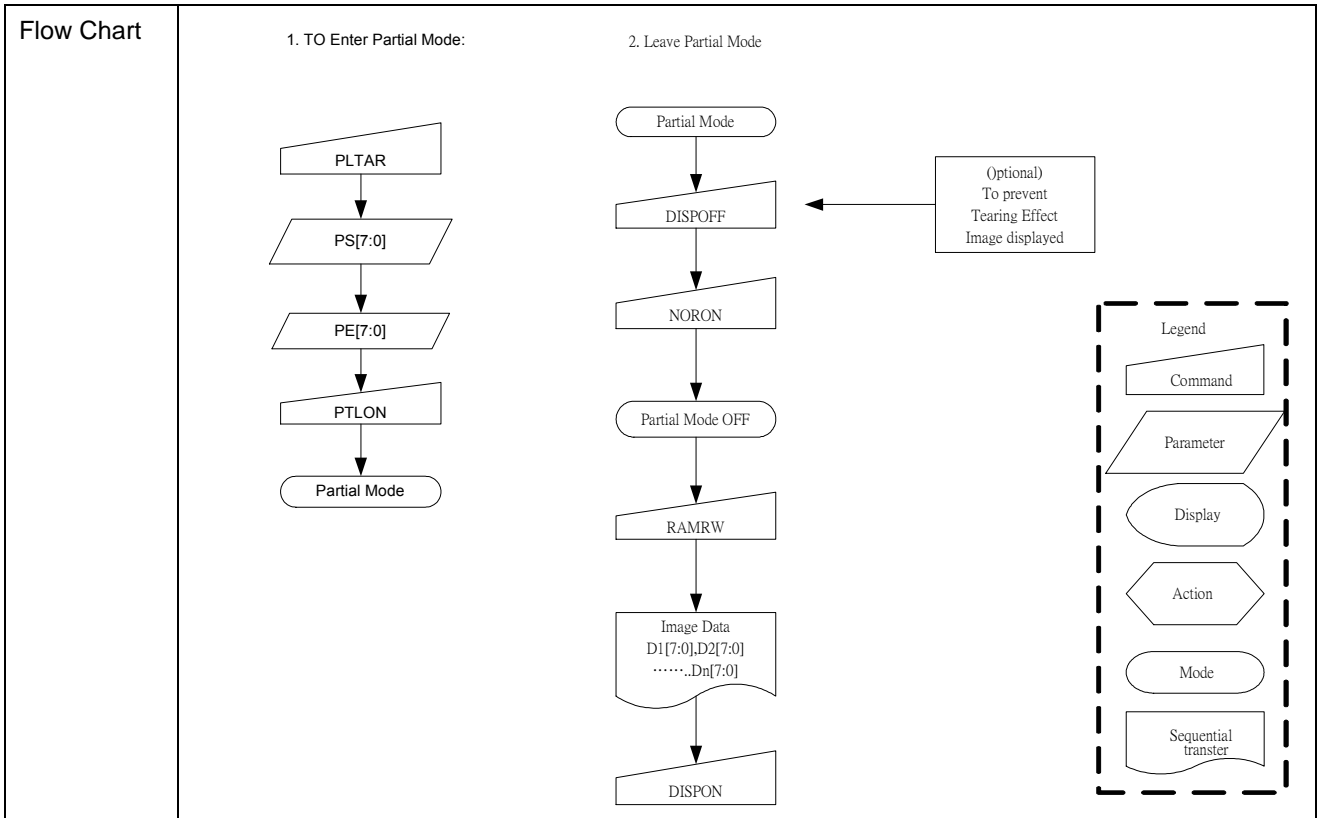 Flow Chart
1. TO Enter Partial Mode:
PLTAR
PS[7:0]
PE[7:0]
PTLON
Partial Mode
2. Leave Partial Mode
Partial Mode
DISPOFF
(Optional)
To prevent
Tearing Effect
Image displayed
NORON
Partial Mode OFF
RAMRW
Image Data
D1[7:0],D2[7:0]
……..Dn[7:0]
DISPON
Legend
Command
Parameter
Display
Action
Mode
Sequential
transter